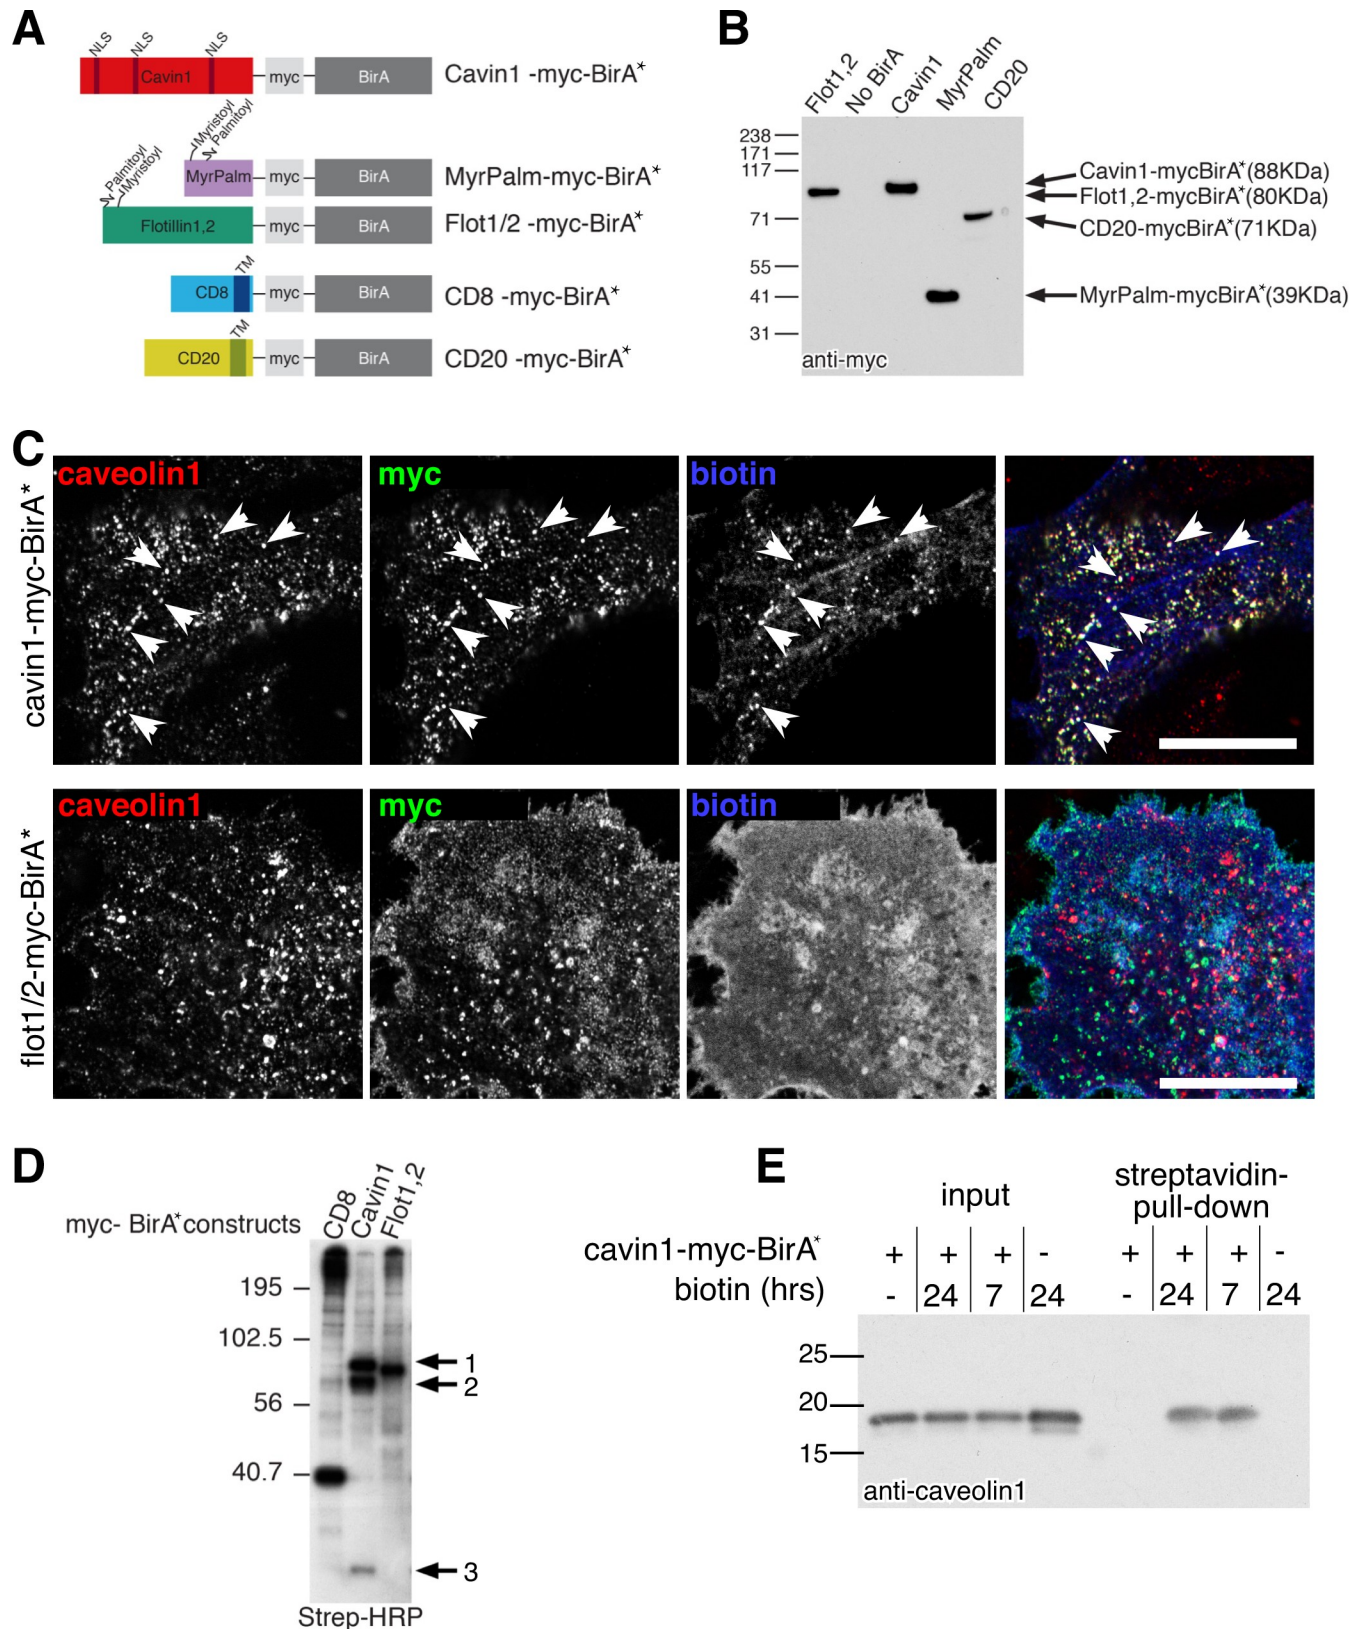 A
NLS
NLS
NLS
Cavin1
myc
BirA
Cavin1 -myc-BirA*
Myristoyl
Palmitoyl
MyrPalm
myc
BirA
MyrPalm-myc-BirA*
Palmitoyl
Myristoyl
Flotillin1,2
myc
BirA
Flot1/2 -myc-BirA*
TM
CD8
myc
BirA
CD8 -myc-BirA*
TM
CD20
myc
BirA
CD20 -myc-BirA*
B
Flot1,2
No BirA
Cavin1
MyrPalm
CD20
238
171
117
71
55
41
31
anti-myc
Cavin1-mycBirA*(88KDa)
Flot1,2-mycBirA*(80KDa)
CD20-mycBirA*(71KDa)
MyrPalm-mycBirA*(39KDa)
C
cavin1-myc-BirA*
caveolin1
myc
biotin
flot1/2-myc-BirA*
caveolin1
myc
biotin
D
myc- BirA*constructs
CD8
Cavin1
Flot1,2
195
102.5
56
40.7
1
2
3
Strep-HRP
E
input
streptavidin-
pull-down
cavin1-myc-BirA* + + + - + + + -
biotin (hrs) - 24 7 24 - 24 7 24
25
20
15
anti-caveolin1